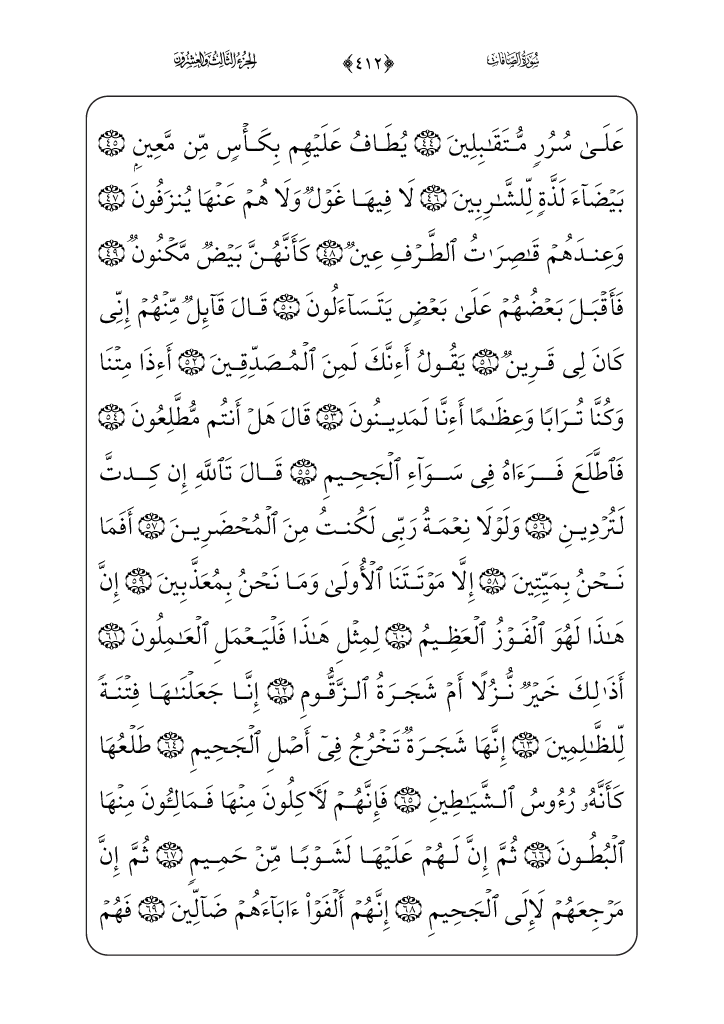 سُورَةُ الصَّافَاتِ ﴿٤١٢﴾ الجُزءُ الثَّالِثُ وَالعِشرُونَ
عَلَىٰ سُرُرٍ مُّتَقَـٰبِلِينَ ٤٤ يُطَافُ عَلَيْهِم بِكَأْسٍ مِّن مَّعِينٍۭ ٤٥
بَيْضَآءَ لَذَّةٍ لِّلشَّـٰرِبِينَ ٤٦ لَا فِيهَا غَوْلٌ وَلَا هُمْ عَنْهَا يُنزَفُونَ ٤٧
وَعِندَهُمْ قَـٰصِرَٰتُ ٱلطَّرْفِ عِينٌ ٤٨ كَأَنَّهُنَّ بَيْضٌ مَّكْنُونٌ ٤٩
فَأَقْبَلَ بَعْضُهُمْ عَلَىٰ بَعْضٍ يَتَسَآءَلُونَ ٥٠ قَالَ قَآئِلٌ مِّنْهُمْ إِنِّى
كَانَ لِى قَرِينٌ ٥١ يَقُولُ أَءِنَّكَ لَمِنَ ٱلْمُصَدِّقِينَ ٥٢ أَءِذَا مِتْنَا
وَكُنَّا تُرَابًا وَعِظَـٰمًا أَءِنَّا لَمَدِينُونَ ٥٣ قَالَ هَلْ أَنتُم مُّطَّلِعُونَ ٥٤
فَٱطَّلَعَ فَرَءَاهُ فِى سَوَآءِ ٱلْجَحِيمِ ٥٥ قَالَ تَٱللَّهِ إِن كِدتَّ
لَتُرْدِينِ ٥٦ وَلَوْلَا نِعْمَةُ رَبِّى لَكُنتُ مِنَ ٱلْمُحْضَرِينَ ٥٧ أَفَمَا
نَحْنُ بِمَيِّتِينَ ٥٨ إِلَّا مَوْتَتَنَا ٱلْأُولَىٰ وَمَا نَحْنُ بِمُعَذَّبِينَ ٥٩ إِنَّ
هَـٰذَا لَهُوَ ٱلْفَوْزُ ٱلْعَظِيمُ ٦٠ لِمِثْلِ هَـٰذَا فَلْيَعْمَلِ ٱلْعَـٰمِلُونَ ٦١
أَذَٰلِكَ خَيْرٌ نُّزُلًا أَمْ شَجَرَةُ ٱلزَّقُّومِ ٦٢ إِنَّا جَعَلْنَـٰهَا فِتْنَةً
لِّلظَّـٰلِمِينَ ٦٣ إِنَّهَا شَجَرَةٌ تَخْرُجُ فِىٓ أَصْلِ ٱلْجَحِيمِ ٦٤ طَلْعُهَا
كَأَنَّهُۥ رُءُوسُ ٱلشَّيَـٰطِينِ ٦٥ فَإِنَّهُمْ لَـَٔاكِلُونَ مِنْهَا فَمَالِـُٔونَ مِنْهَا
ٱلْبُطُونَ ٦٦ ثُمَّ إِنَّ لَهُمْ عَلَيْهَا لَشَوْبًا مِّنْ حَمِيمٍ ٦٧ ثُمَّ إِنَّ
مَرْجِعَهُمْ لَإِلَى ٱلْجَحِيمِ ٦٨ إِنَّهُمْ أَلْفَوْا۟ ءَابَآءَهُمْ ضَآلِّينَ ٦٩ فَهُمْ